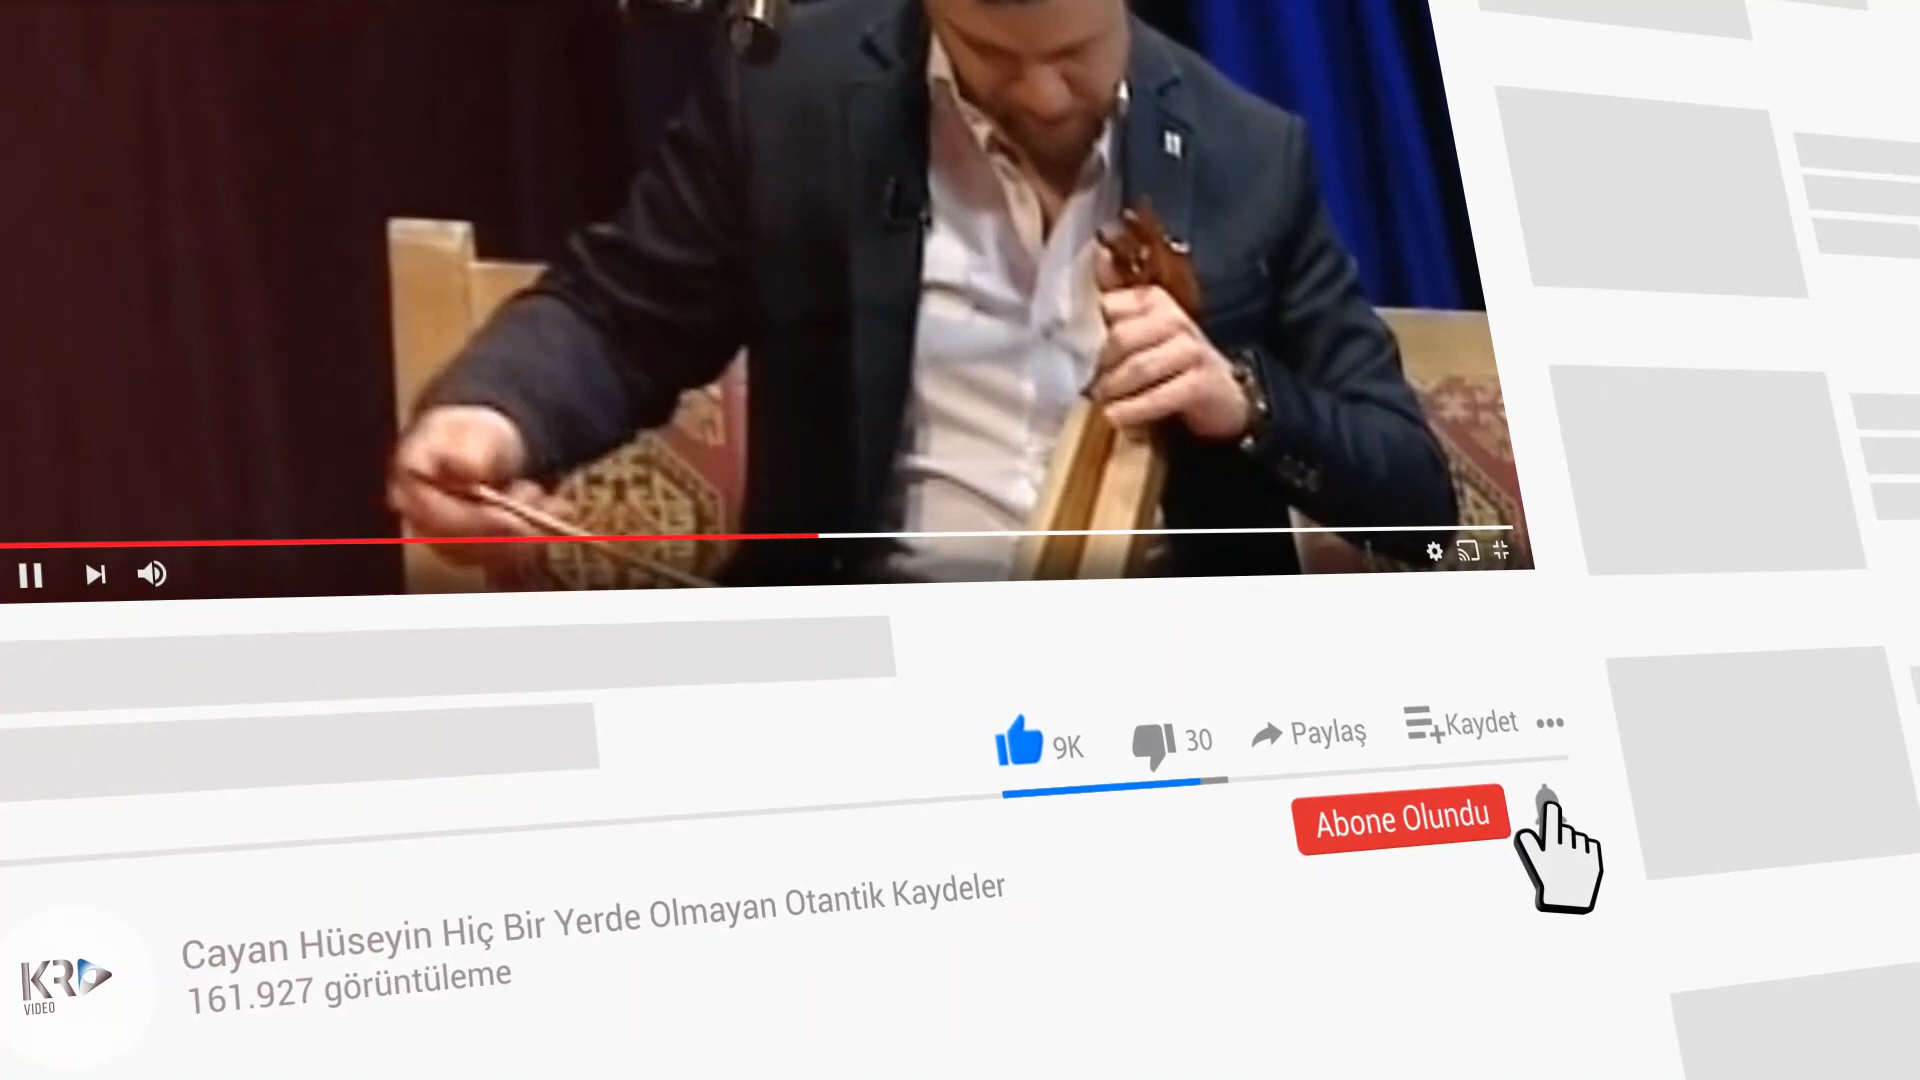 9K
30
Paylaş
Kaydet
Abone Olundu
Cayan Hüseyin Hiç Bir Yerde Olmayan Otantik Kaydeler
161.927 görüntüleme
KR
VIDEO